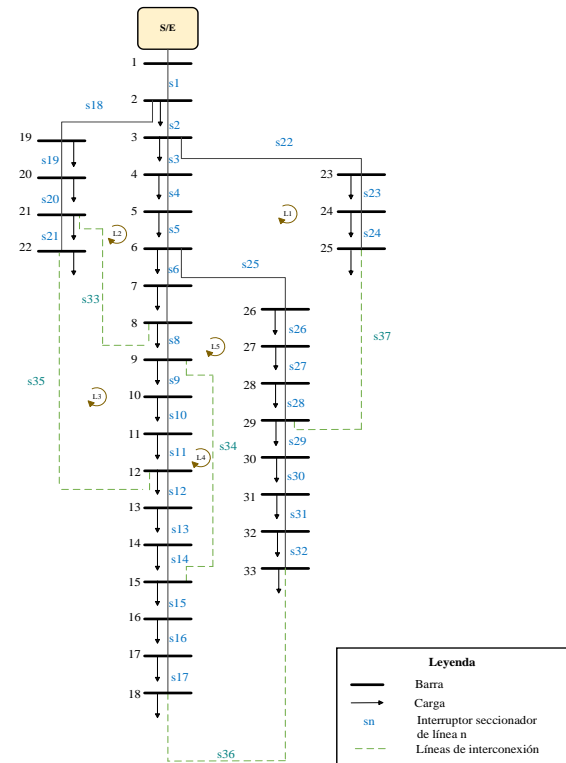 S/E
1
s1
s18
2
s2
19
3
s22
s19
s3
20
4
23
s20
s4
s23
21
5
L1
24
s21
L2
s5
s24
22
6
25
s6
s25
s33
7
26
8
s26
s37
s8
L5
27
s35
9
s27
s9
28
L3
10
s28
s10
29
11
s34
s29
s11
L4
30
12
s30
s12
31
13
s31
s13
32
14
s32
s14
33
15
s15
16
s16
17
s17
18
s36
Leyenda
Barra
Carga
sn Interruptor seccionador
de línea n
Líneas de interconexión